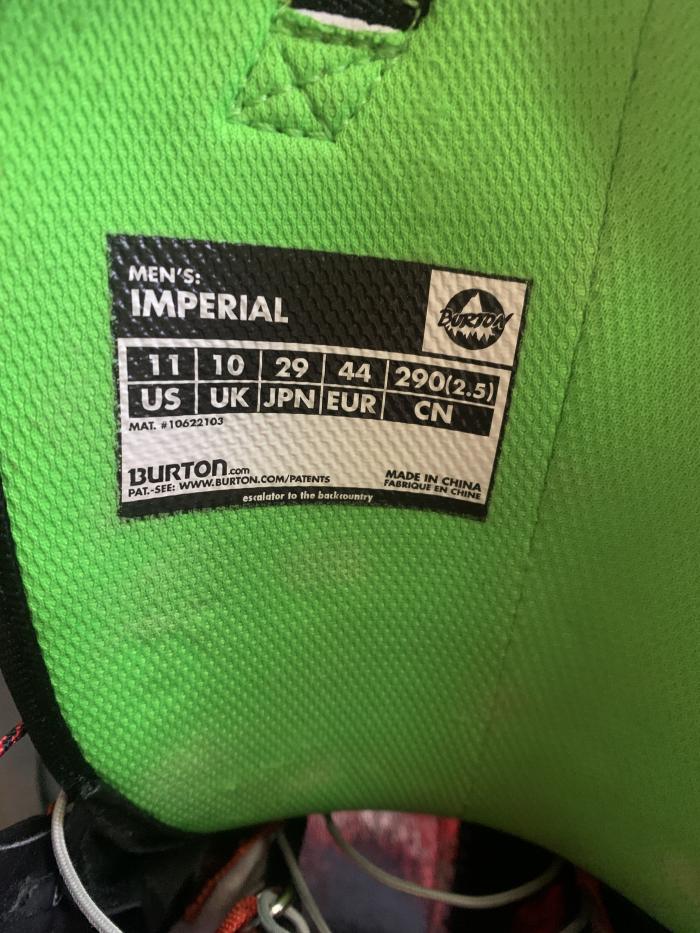 MEN'S:
IMPERIAL
BURTON
11 10 29 44 290(2.5)
US UK JPN EUR CN
MAT. #10622103
BURTON.com
PAT.-SEE: WWW.BURTON.COM/PATENTS
MADE IN CHINA
FABRIQUE EN CHINE
escalator to the backcountry